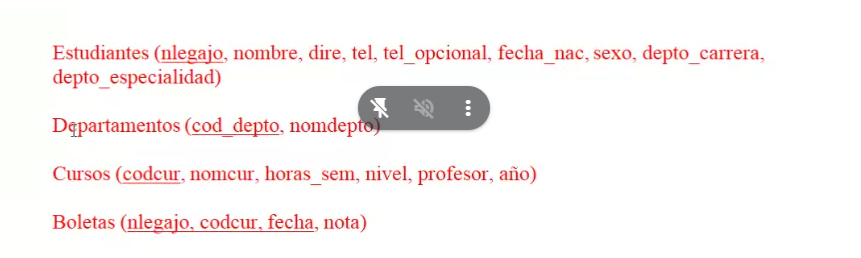 Estudiantes (nlegajo, nombre, dire, tel, tel_opcional, fecha_nac, sexo, depto_carrera,
depto_especialidad)
Departamentos (cod_depto, nomdepto)
Cursos (codcur, nomcur, horas_sem, nivel, profesor, año)
Boletas (nlegajo, codcur, fecha, nota)